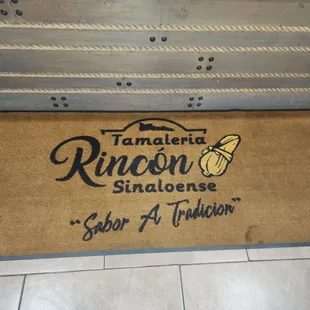 Tamaleria
Rincón
Sinaloense
"Sabor A Tradicion"